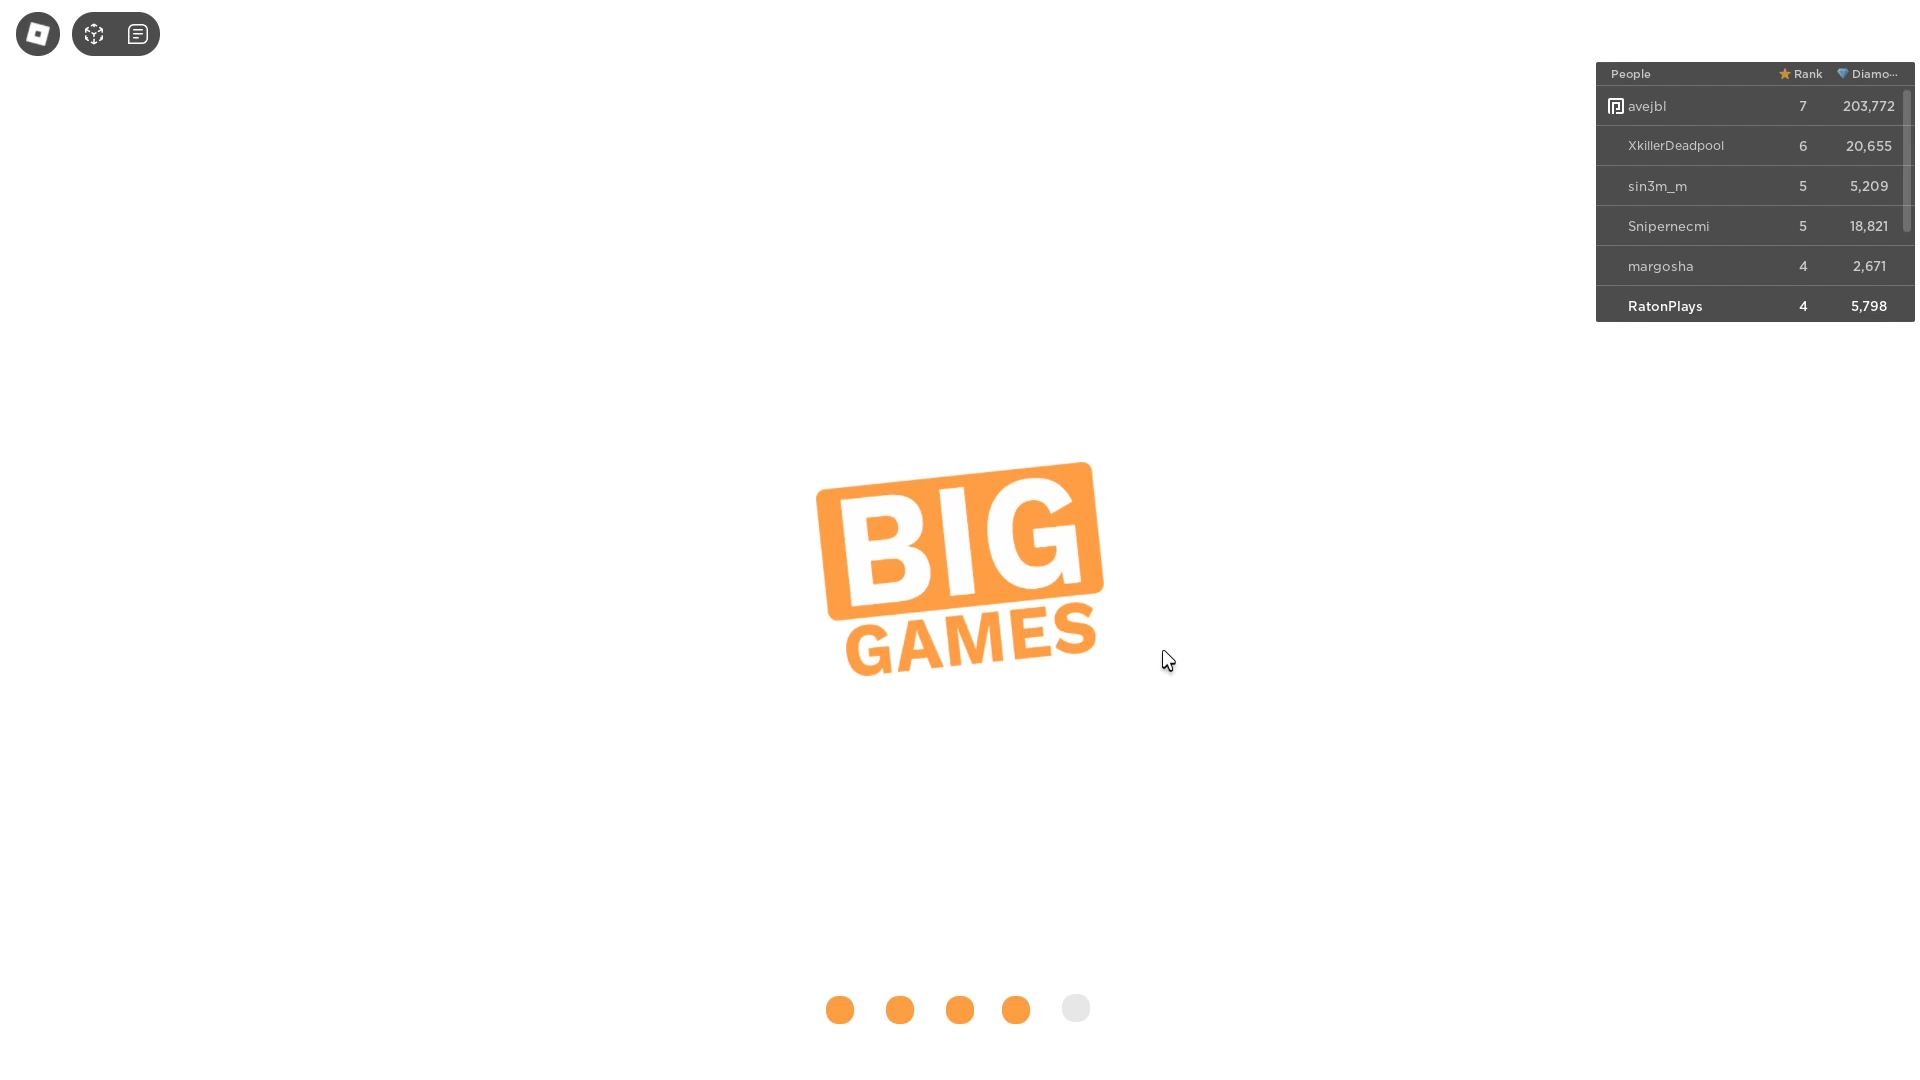 People Rank Diamo...
avejbl 7 203,772
XkillerDeadpool 6 20,655
sin3m_m 5 5,209
Snipernecmi 5 18,821
margosha 4 2,671
RatonPlays 4 5,798
BIG
GAMES